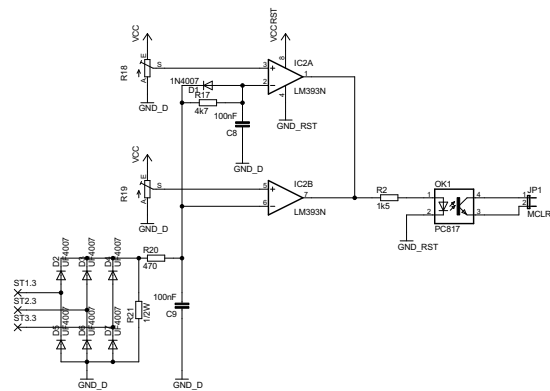 VCC
E
S
A
R18
GND_D
VCC RST
8
3
2
1
4
IC2A
LM393N
GND_RST
1N4007
D1
R17
4k7
100nF
C8
GND_D
VCC
E
S
A
R19
GND_D
5
6
7
IC2B
LM393N
R2
1k5
OK1
1
2
4
3
PC817
GND_RST
JP1
1
2
MCLR
ST1.3
ST2.3
ST3.3
D2
UF4007
D3
UF4007
D4
UF4007
D5
UF4007
D6
UF4007
D7
UF4007
R20
470
R21
1/2W
100nF
C9
GND_D
GND_D